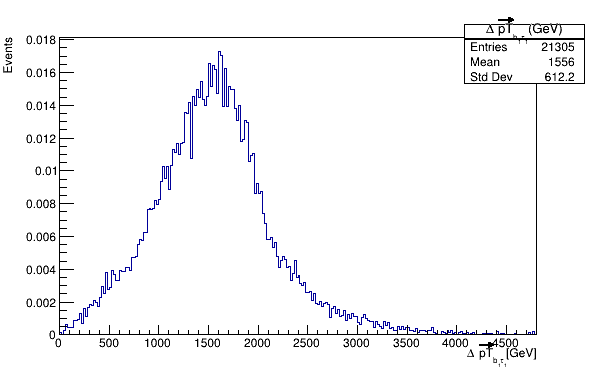 Δ pT b₁τ₁ (GeV)
Entries 21305
Mean 1556
Std Dev 612.2
Events
0.018
0.016
0.014
0.012
0.01
0.008
0.006
0.004
0.002
0
0 500 1000 1500 2000 2500 3000 3500 4000 4500
Δ pT b₁τ₁ [GeV]